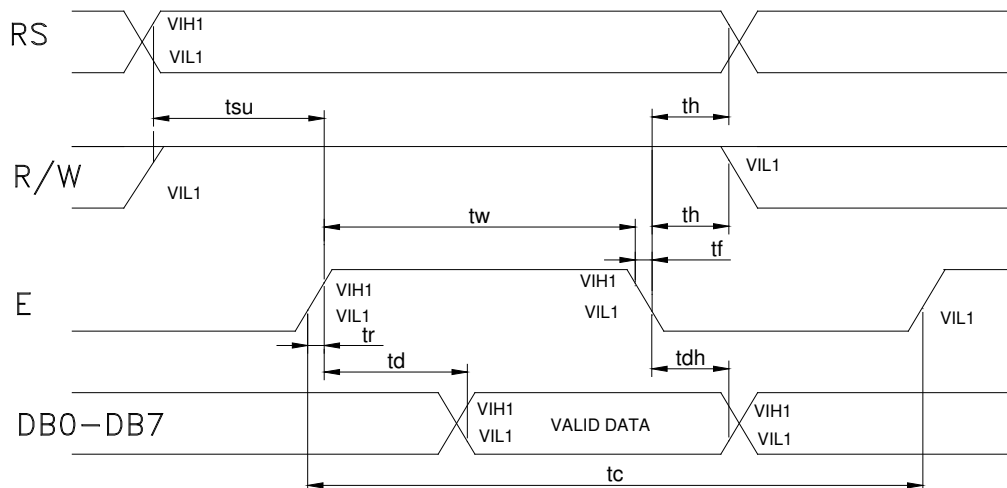 RS
VIH1
VIL1
tsu
th
R/W
VIL1
VIL1
tw
th
tf
E
VIH1
VIL1
VIH1
VIL1
VIL1
tr
td
tdh
DB0-DB7
VIH1
VIL1
VALID DATA
VIH1
VIL1
tc